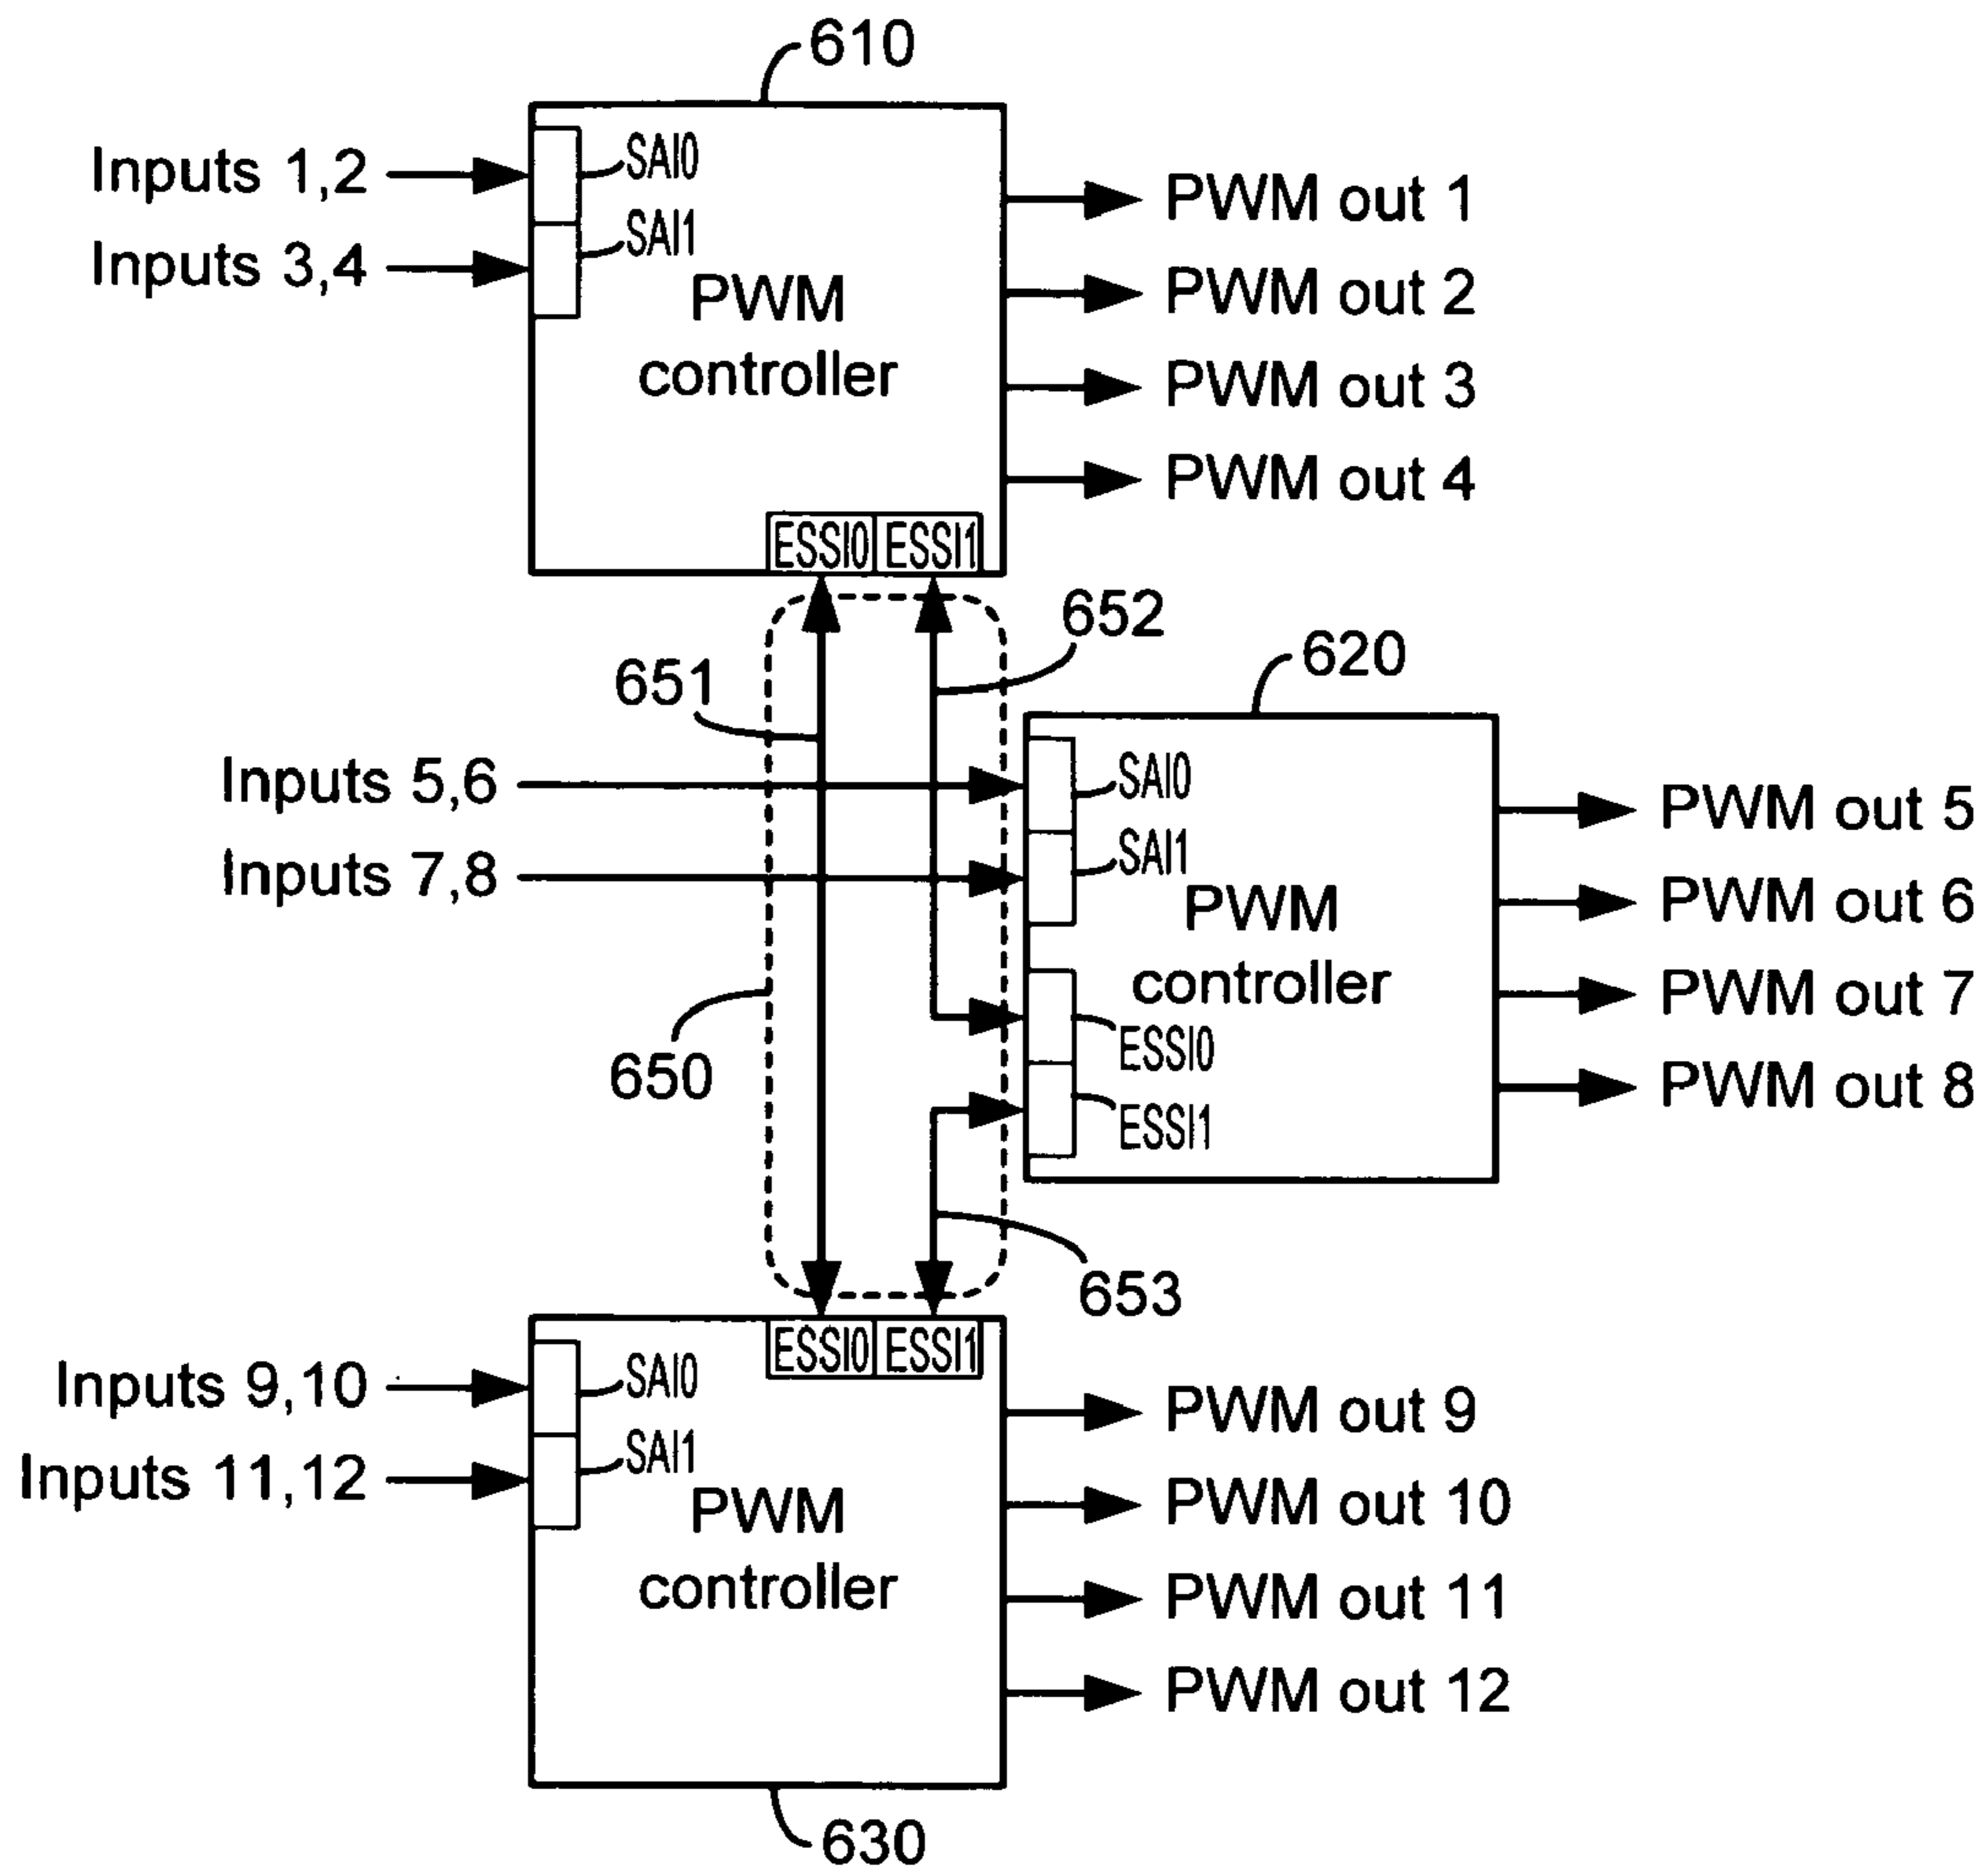 610
Inputs 1,2
SAI0
PWM out 1
SAI1
Inputs 3,4
PWM
controller
PWM out 2
PWM out 3
PWM out 4
ESSI0 ESSI1
652
651
620
Inputs 5,6
SAI0
PWM out 5
Inputs 7,8
SAI1
PWM
controller
PWM out 6
PWM out 7
ESSI0
650
PWM out 8
ESSI1
653
ESSI0 ESSI1
Inputs 9,10
SAI0
PWM out 9
SAI1
Inputs 11,12
PWM
controller
PWM out 10
PWM out 11
PWM out 12
630